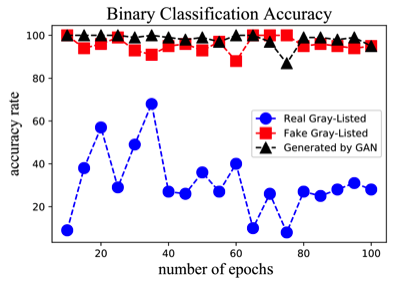 Binary Classification Accuracy
accuracy rate
100
80
60
40
20
Real Gray-Listed
Fake Gray-Listed
Generated by GAN
20 40 60 80 100
number of epochs